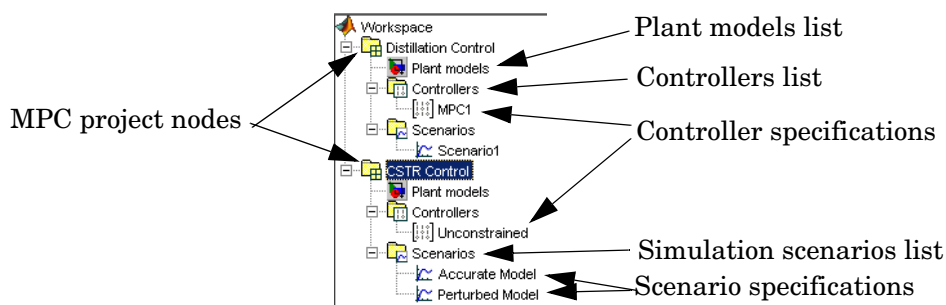 Workspace
Distillation Control
Plant models
Controllers
MPC1
Scenarios
Scenario1
CSTR Control
Plant models
Controllers
Unconstrained
Scenarios
Accurate Model
Perturbed Model
MPC project nodes
Plant models list
Controllers list
Controller specifications
Simulation scenarios list
Scenario specifications